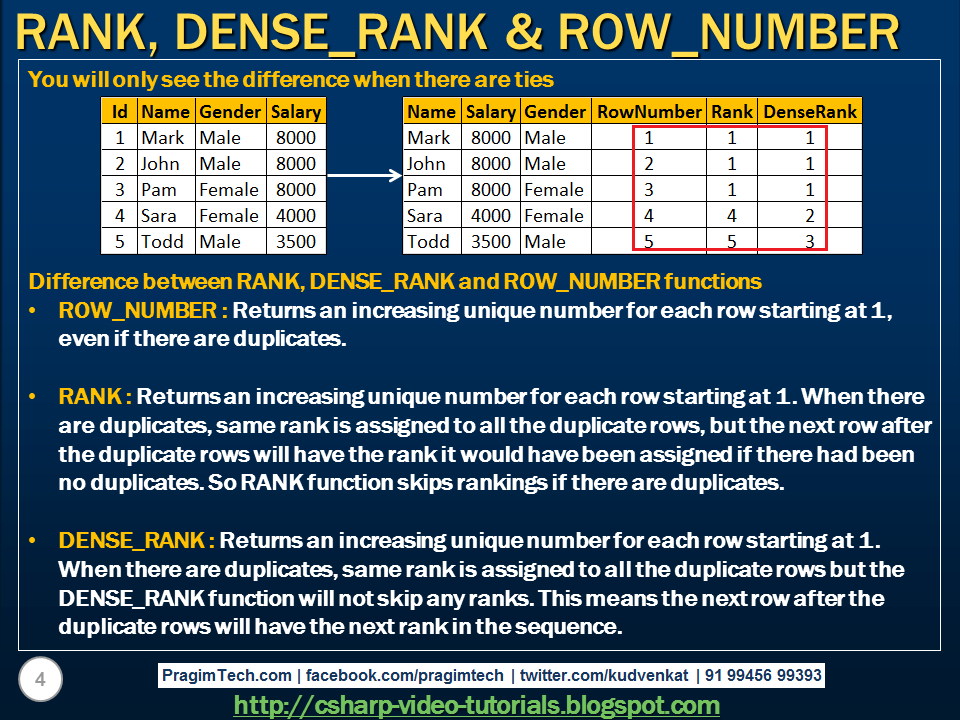 RANK, DENSE_RANK & ROW_NUMBER
You will only see the difference when there are ties
Id Name Gender Salary
1 Mark Male 8000
2 John Male 8000
3 Pam Female 8000
4 Sara Female 4000
5 Todd Male 3500
Name Salary Gender RowNumber Rank DenseRank
Mark 8000 Male 1 1 1
John 8000 Male 2 1 1
Pam 8000 Female 3 1 1
Sara 4000 Female 4 4 2
Todd 3500 Male 5 5 3
Difference between RANK, DENSE_RANK and ROW_NUMBER functions
• ROW_NUMBER : Returns an increasing unique number for each row starting at 1,
even if there are duplicates.
• RANK : Returns an increasing unique number for each row starting at 1. When there
are duplicates, same rank is assigned to all the duplicate rows, but the next row after
the duplicate rows will have the rank it would have been assigned if there had been
no duplicates. So RANK function skips rankings if there are duplicates.
• DENSE_RANK : Returns an increasing unique number for each row starting at 1.
When there are duplicates, same rank is assigned to all the duplicate rows but the
DENSE_RANK function will not skip any ranks. This means the next row after the
duplicate rows will have the next rank in the sequence.
4
PragimTech.com | facebook.com/pragimtech | twitter.com/kudvenkat | 91 99456 99393
http://csharp-video-tutorials.blogspot.com